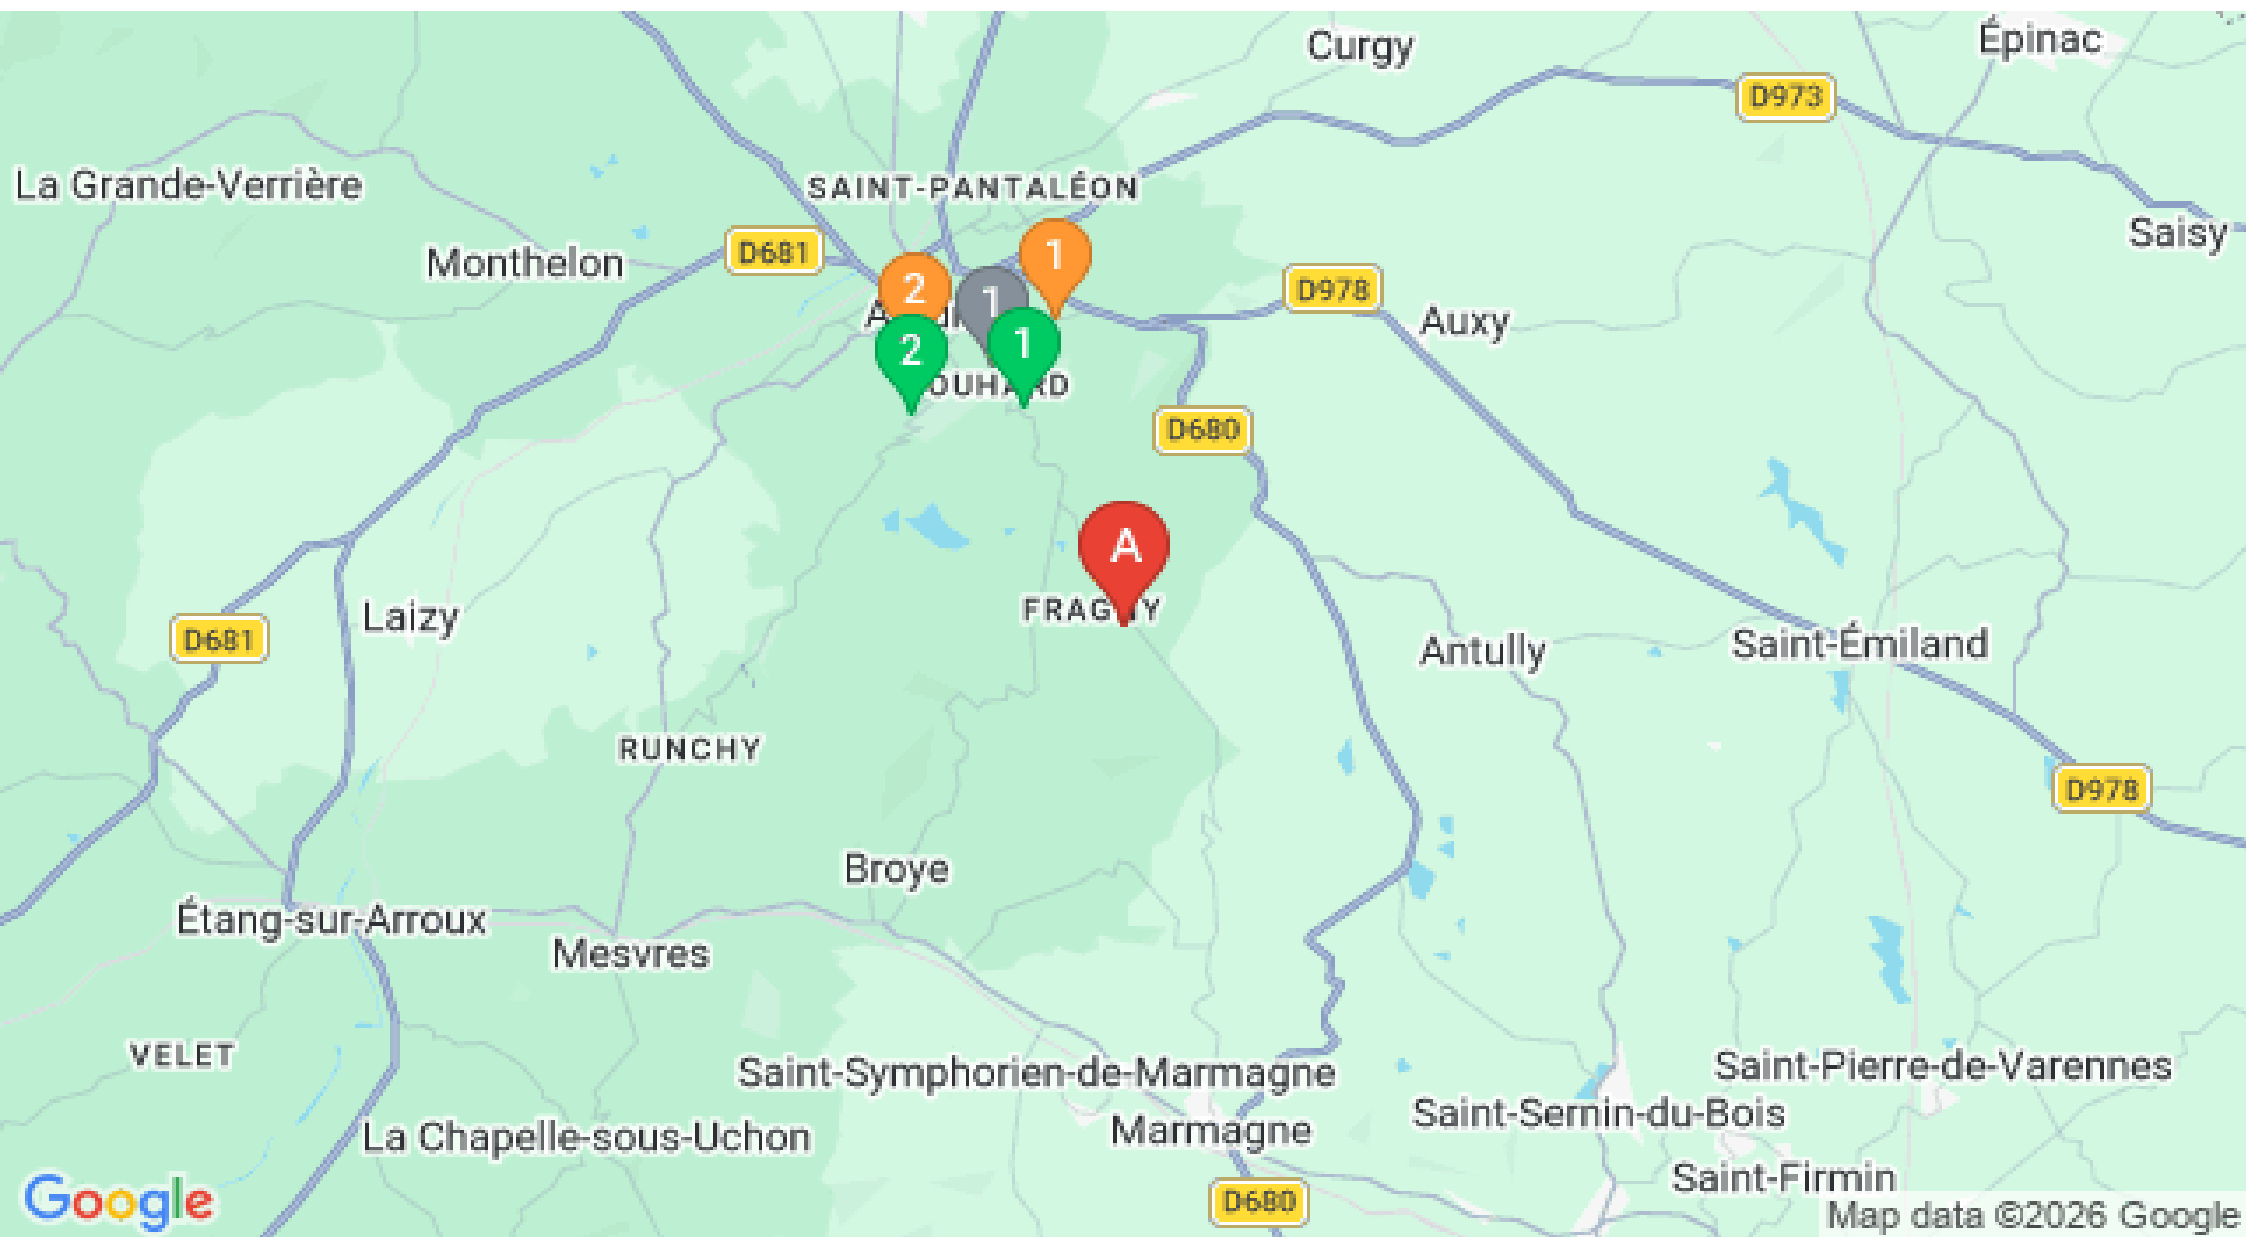 Curgy
Épinac
D973
La Grande-Verrière
SAINT-PANTALÉON
Saisy
Monthelon
D681
1
2
1
D978
Auxy
2
1
D680
A
FRAGNY
Laizy
D681
Antully
Saint-Émiland
RUNCHY
D978
Broye
Étang-sur-Arroux
Mesvres
VELET
Saint-Symphorien-de-Marmagne
Saint-Pierre-de-Varennes
Saint-Sernin-du-Bois
Marmagne
La Chapelle-sous-Uchon
Saint-Firmin
D680
Google
Map data ©2026 Google